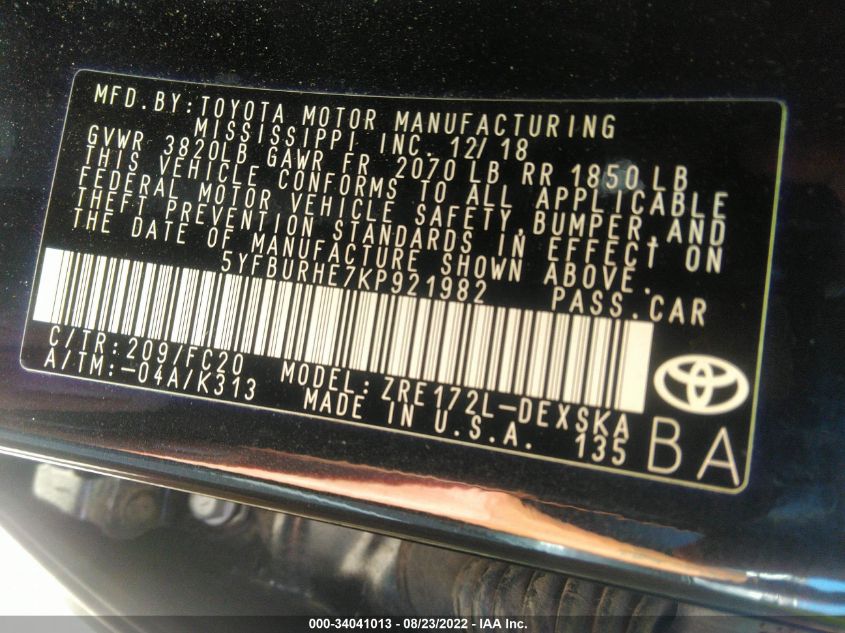 MFD.BY:TOYOTA MOTOR MANUFACTURING
MISSISSIPPI INC. 12/18
GVWR 3820LB GAWR FR 2070 LB RR 1850 LB
THIS VEHICLE CONFORMS TO ALL APPLICABLE
FEDERAL MOTOR VEHICLE SAFETY,BUMPER,AND
THEFT PREVENTION STANDARDS IN EFFECT ON
THE DATE OF MANUFACTURE SHOWN ABOVE.
5YFBURHE7KP921982 PASS.CAR
C/TR:209/FC20 MODEL:ZRE172L-DEXSKA
A/TM:-04A/K313 MADE IN U.S.A. 135
BA
000-34041013 - 08/23/2022 - IAA Inc.